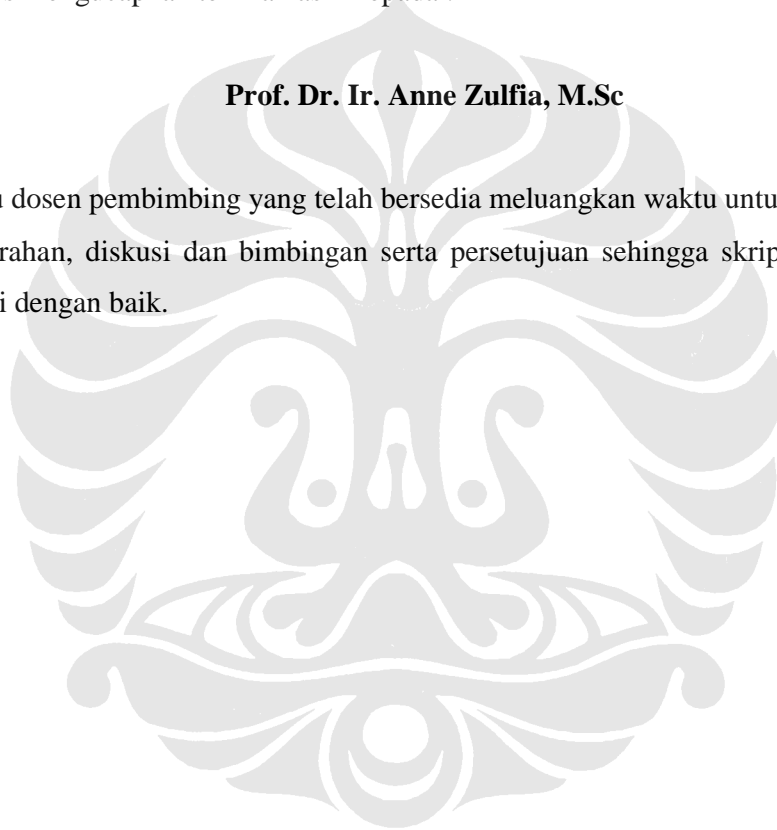 Prof. Dr. Ir. Anne Zulfia, M.Sc
dosen pembimbing yang telah bersedia meluangkan waktu untu
rahan, diskusi dan bimbingan serta persetujuan sehingga skrip
i dengan baik.